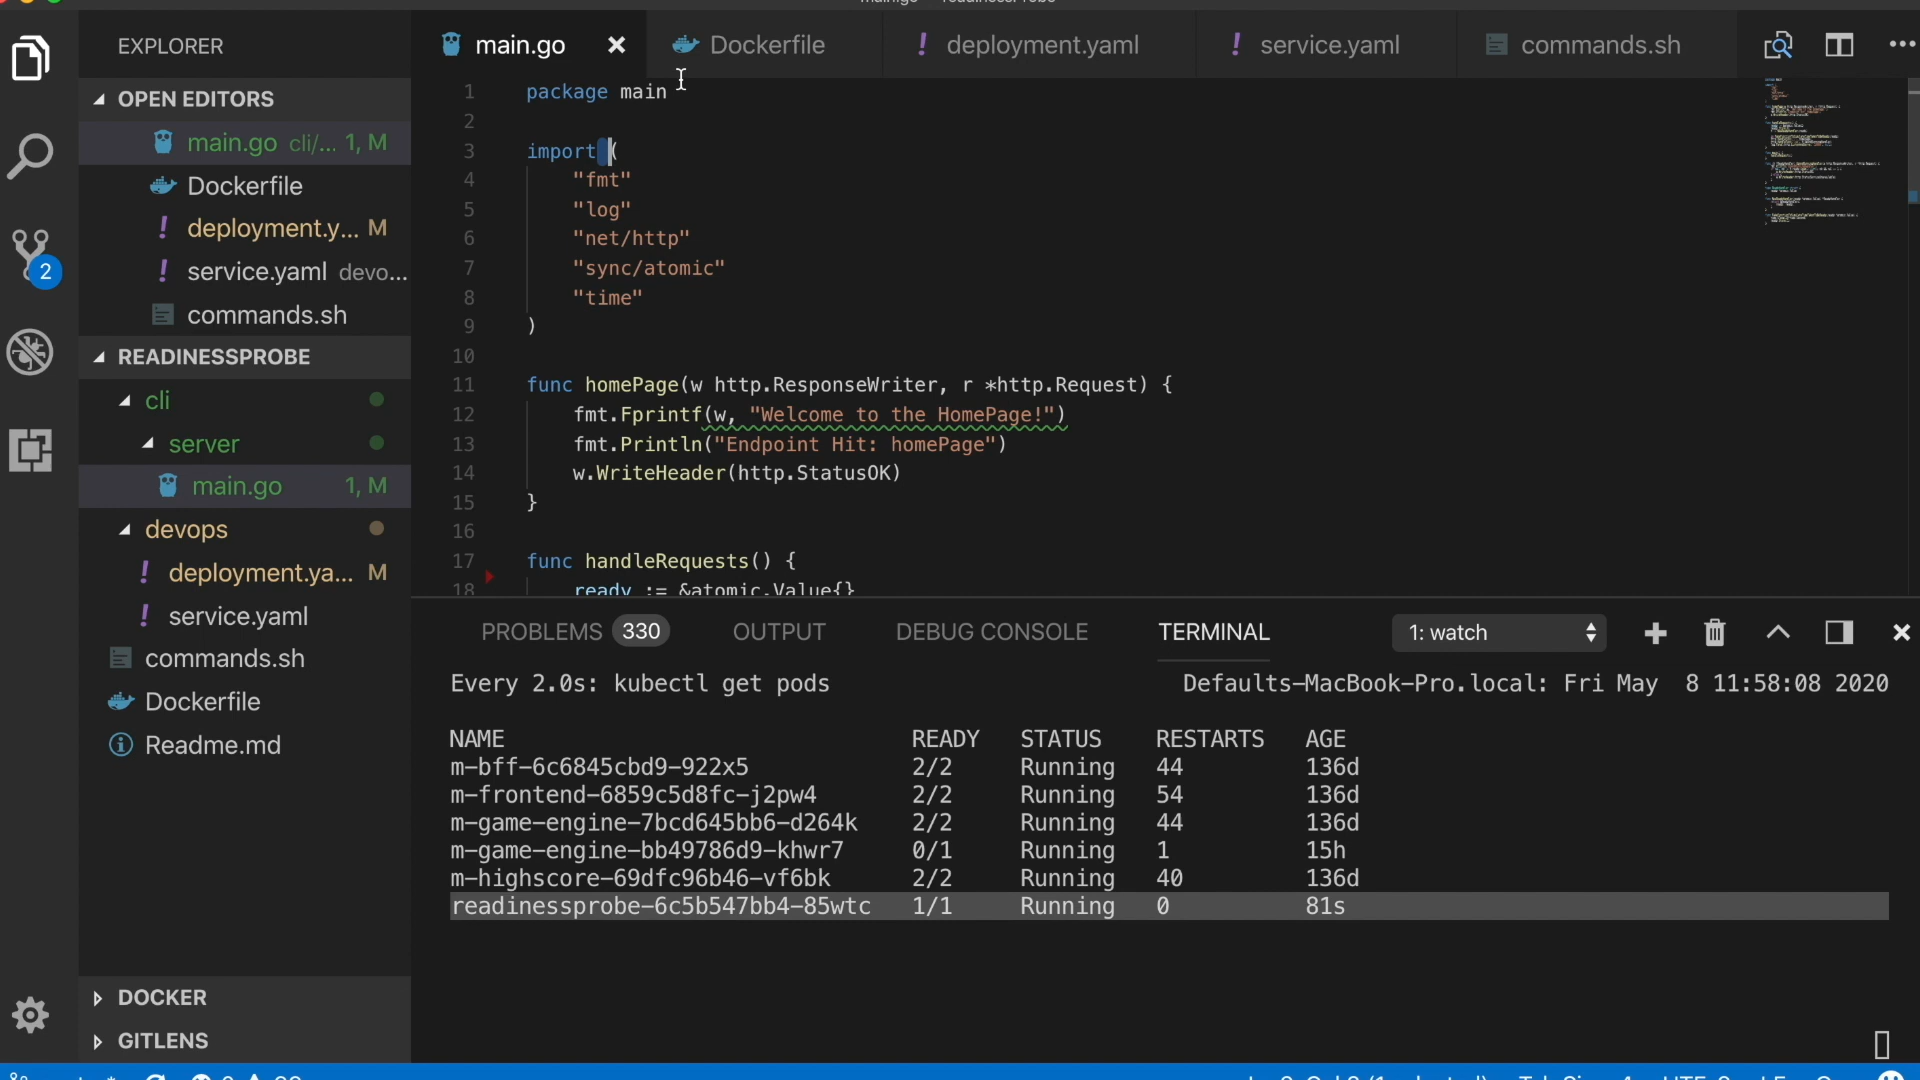 EXPLORER
OPEN EDITORS
main.go cli/... 1, M
Dockerfile
! deployment.y... M
! service.yaml devo...
commands.sh
READINESSPROBE
cli
server
main.go 1, M
devops
! deployment.ya... M
! service.yaml
commands.sh
Dockerfile
Readme.md
DOCKER
GITLENS
2
main.go
Dockerfile
! deployment.yaml
! service.yaml
commands.sh
1 package main
2
3 import (
4 "fmt"
5 "log"
6 "net/http"
7 "sync/atomic"
8 "time"
9 )
10
11 func homePage(w http.ResponseWriter, r *http.Request) {
12 fmt.Fprintf(w, "Welcome to the HomePage!")
13 fmt.Println("Endpoint Hit: homePage")
14 w.WriteHeader(http.StatusOK)
15 }
16
17 func handleRequests() {
18 ready := &atomic.Value{}
PROBLEMS 330 OUTPUT DEBUG CONSOLE TERMINAL 1: watch
Every 2.0s: kubectl get pods Defaults-MacBook-Pro.local: Fri May 8 11:58:08 2020
NAME READY STATUS RESTARTS AGE
m-bff-6c6845cbd9-922x5 2/2 Running 44 136d
m-frontend-6859c5d8fc-j2pw4 2/2 Running 54 136d
m-game-engine-7bcd645bb6-d264k 2/2 Running 44 136d
m-game-engine-bb49786d9-khwr7 0/1 Running 1 15h
m-highscore-69dfc96b46-vf6bk 2/2 Running 40 136d
readinessprobe-6c5b547bb4-85wtc 1/1 Running 0 81s